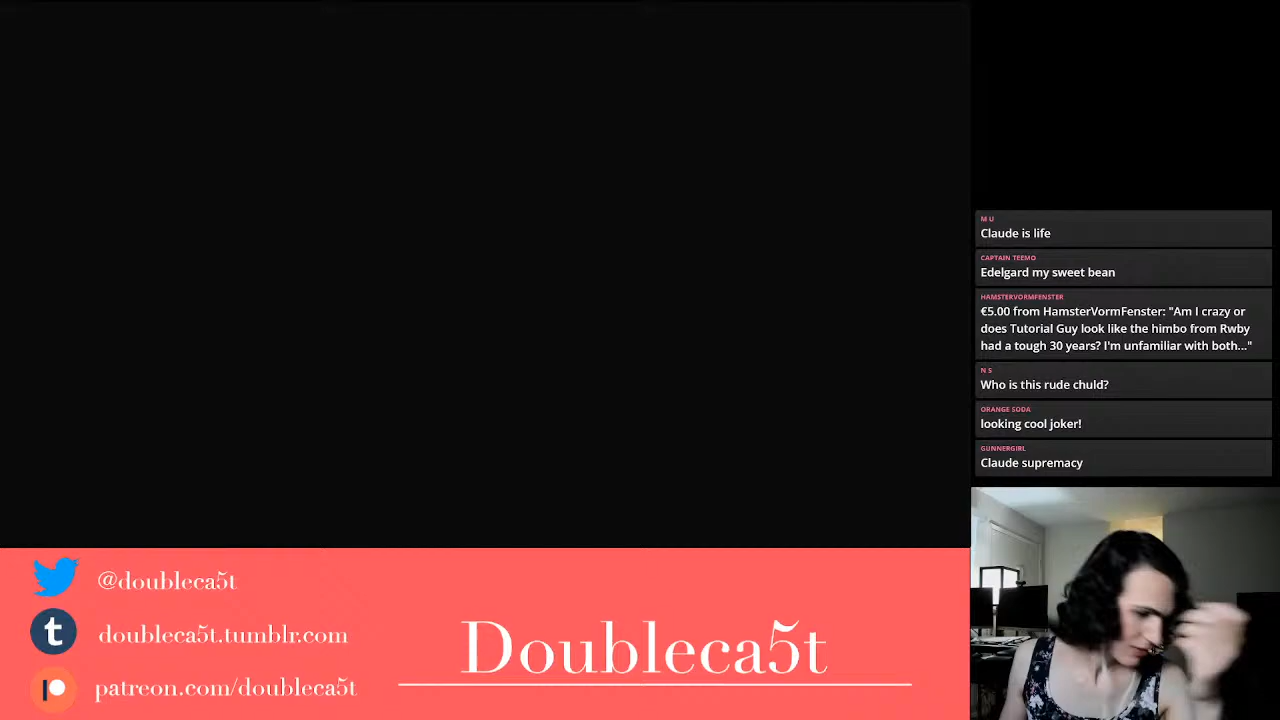 M U
Claude is life
CAPTAIN TEEMO
Edelgard my sweet bean
HAMSTERVORMFENSTER
€5.00 from HamsterVormFenster: "Am I crazy or
does Tutorial Guy look like the himbo from Rwby
had a tough 30 years? I'm unfamiliar with both..."
N S
Who is this rude chuld?
ORANGE SODA
looking cool joker!
GUNNERGIRL
Claude supremacy
@doubleca5t
t doubleca5t.tumblr.com
patreon.com/doubleca5t
Doubleca5t